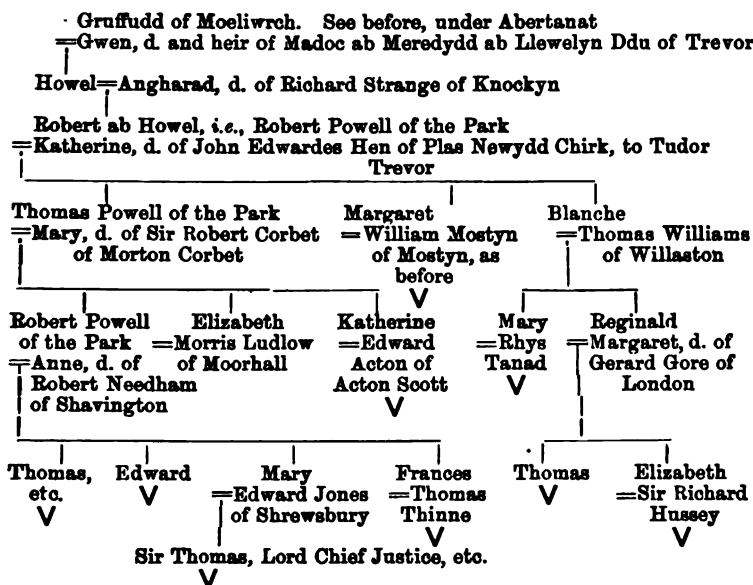 Gruffudd of Moeliwrch. See before, under Abertanat
=Gwen, d. and heir of Madoc ab Meredydd ab Llewelyn Ddu of Trevor
Howel=Angharad, d. of Richard Strange of Knockyn
Robert ab Howel, i.e., Robert Powell of the Park
=Katherine, d. of John Edwardes Hen of Plas Newydd Chirk, to Tudor
Trevor
Thomas Powell of the Park
=Mary, d. of Sir Robert Corbet
of Morton Corbet
Margaret
=William Mostyn
of Mostyn, as
before
V
Blanche
=Thomas Williams
of Willaston
Robert Powell
of the Park
=Anne, d. of
Robert Needham
of Shavington
Elizabeth
=Morris Ludlow
of Moorhall
Katherine
=Edward
Acton of
Acton Scott
V
Mary
=Rhys
Tanad
V
Reginald
=Margaret, d. of
Gerard Gore of
London
Thomas,
etc.
V
Edward
V
Mary
=Edward Jones
of Shrewsbury
Frances
=Thomas
Thinne
V
Thomas
V
Elizabeth
=Sir Richard
Hussey
V
Sir Thomas, Lord Chief Justice, etc.
V